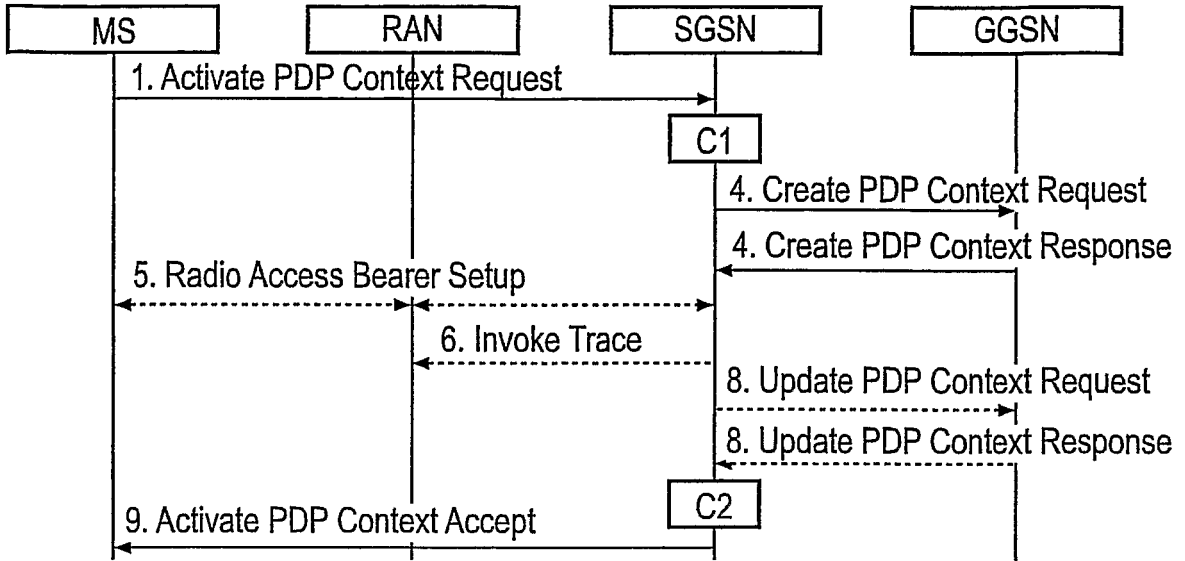 MS
RAN
SGSN
GGSN
1. Activate PDP Context Request
C1
4. Create PDP Context Request
4. Create PDP Context Response
5. Radio Access Bearer Setup
6. Invoke Trace
8. Update PDP Context Request
8. Update PDP Context Response
C2
9. Activate PDP Context Accept